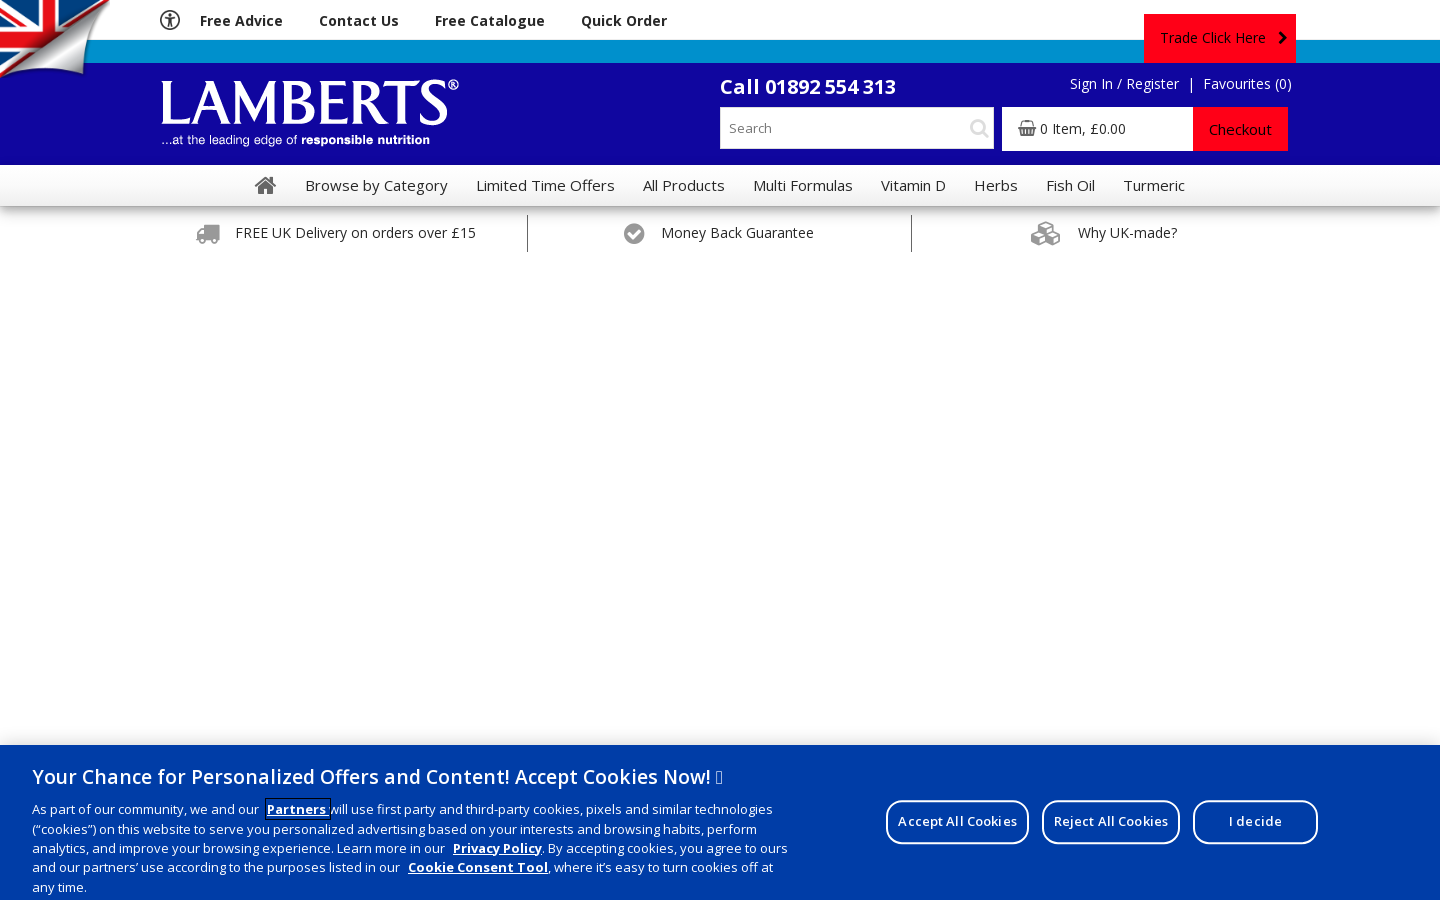 Free Advice Contact Us Free Catalogue Quick Order
Trade Click Here
LAMBERTS®
...at the leading edge of responsible nutrition
Call 01892 554 313
Sign In / Register | Favourites (0)
Search
0 Item, £0.00
Checkout
Browse by Category Limited Time Offers All Products Multi Formulas Vitamin D Herbs Fish Oil Turmeric
FREE UK Delivery on orders over £15
Money Back Guarantee
Why UK-made?
Your Chance for Personalized Offers and Content! Accept Cookies Now!
As part of our community, we and our Partners will use first party and third-party cookies, pixels and similar technologies
(“cookies”) on this website to serve you personalized advertising based on your interests and browsing habits, perform
analytics, and improve your browsing experience. Learn more in our Privacy Policy. By accepting cookies, you agree to ours
and our partners’ use according to the purposes listed in our Cookie Consent Tool, where it’s easy to turn cookies off at
any time.
Accept All Cookies
Reject All Cookies
I decide